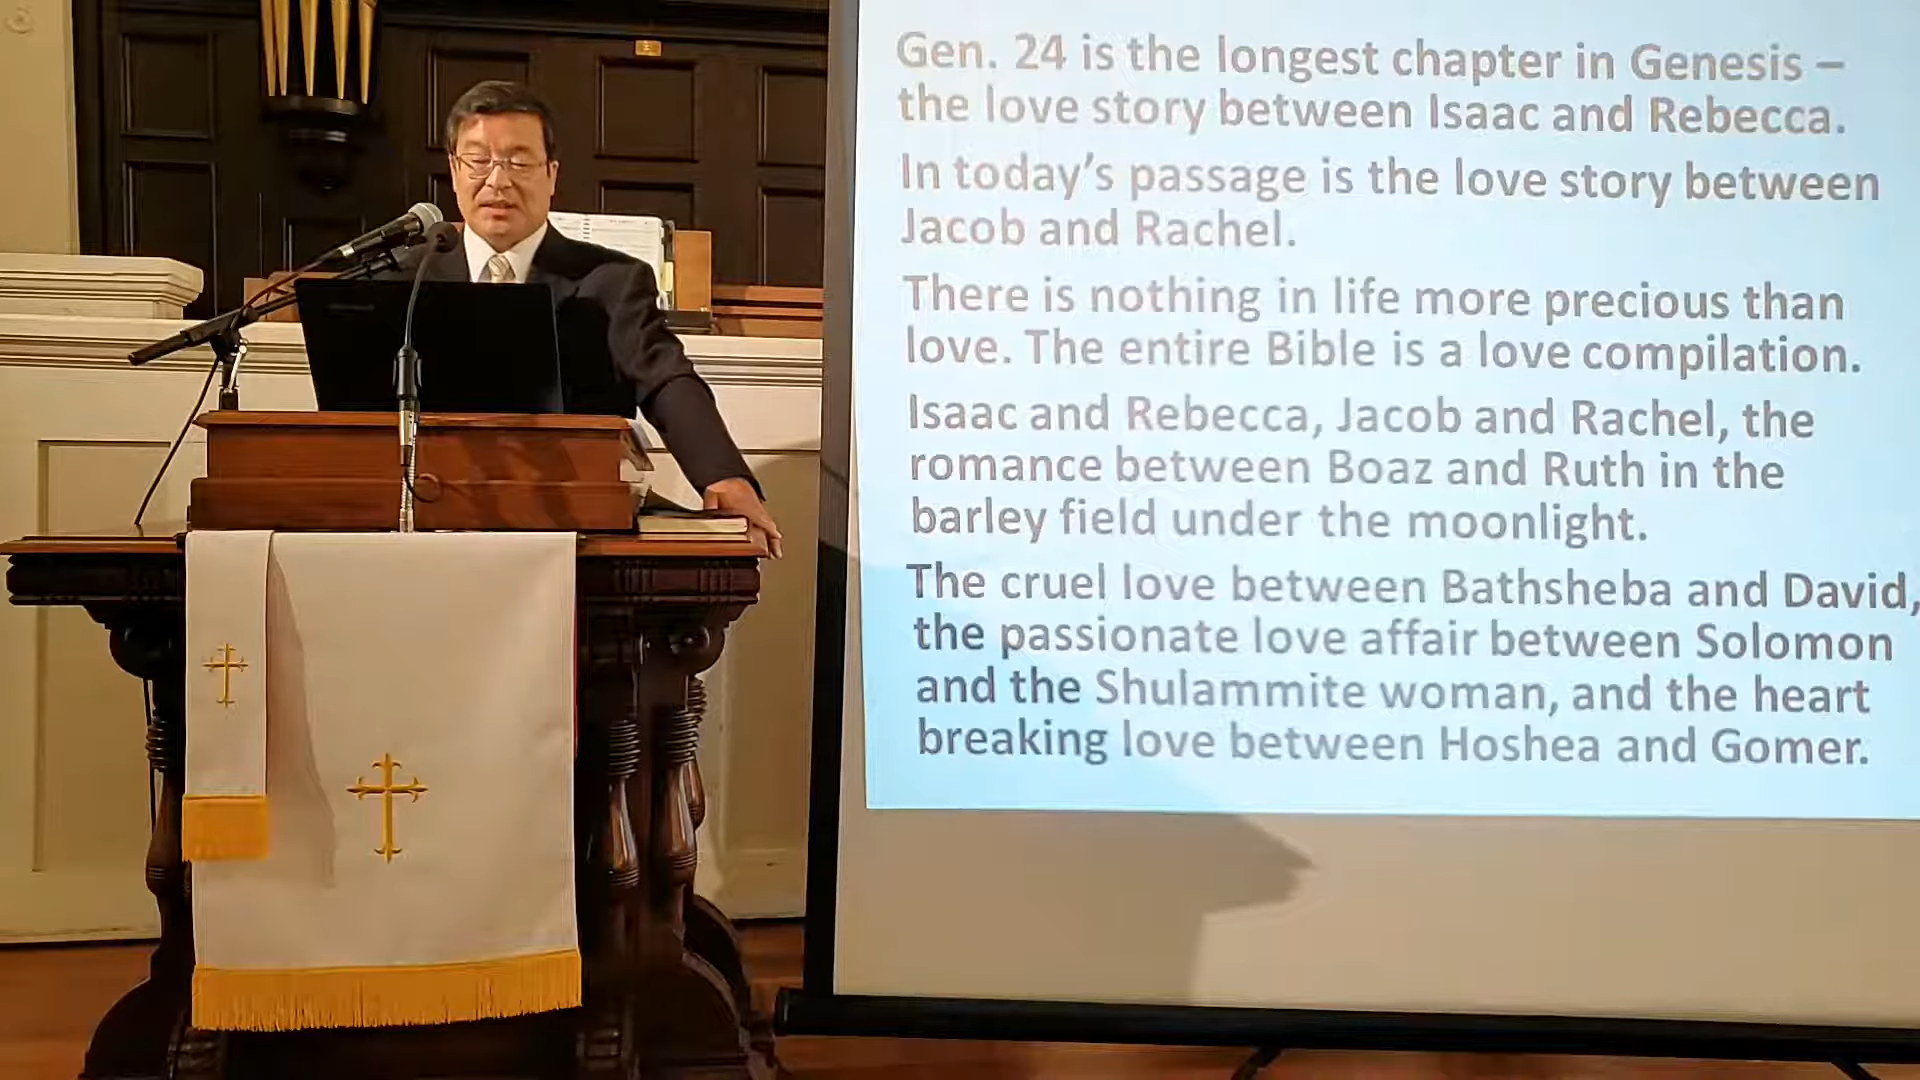 Gen. 24 is the longest chapter in Genesis –
the love story between Isaac and Rebecca.
In today's passage is the love story between
Jacob and Rachel.
There is nothing in life more precious than
love. The entire Bible is a love compilation.
Isaac and Rebecca, Jacob and Rachel, the
romance between Boaz and Ruth in the
barley field under the moonlight.
The cruel love between Bathsheba and David,
the passionate love affair between Solomon
and the Shulammite woman, and the heart
breaking love between Hoshea and Gomer.